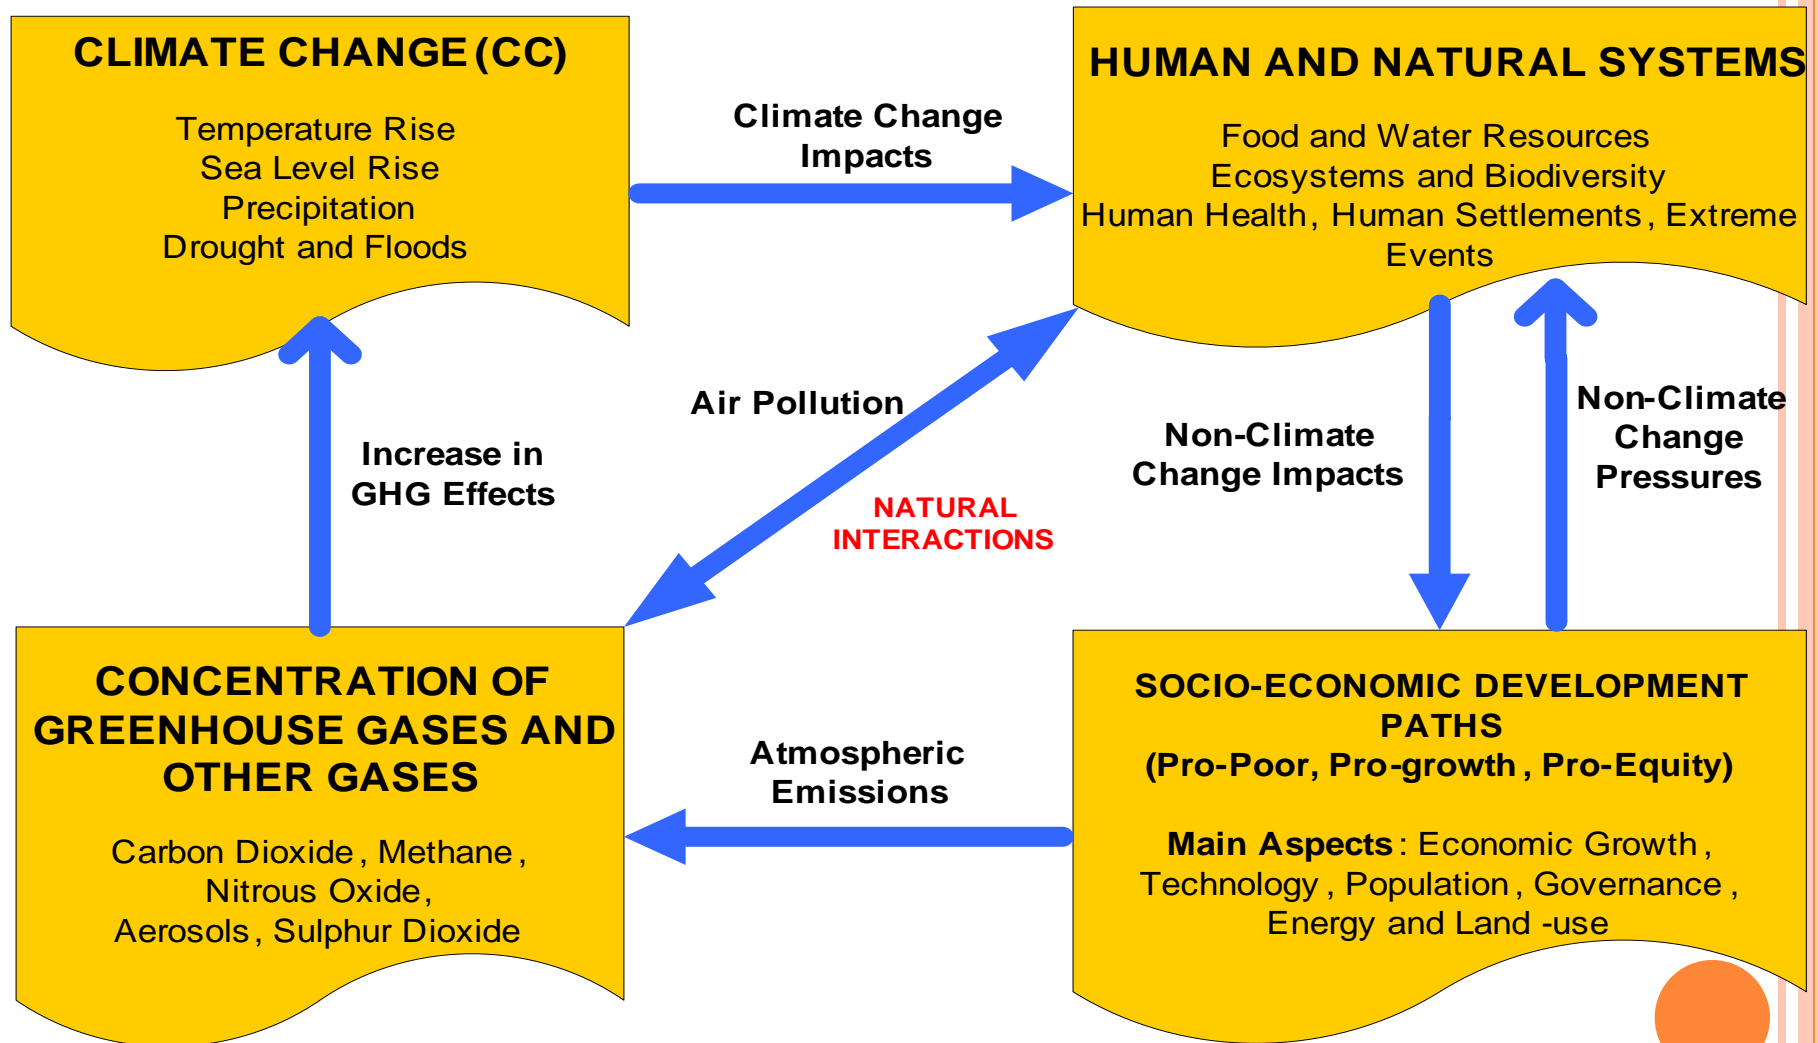 CLIMATE CHANGE (CC)
Temperature Rise
Sea Level Rise
Precipitation
Drought and Floods
Climate Change
Impacts
HUMAN AND NATURAL SYSTEMS
Food and Water Resources
Ecosystems and Biodiversity
Human Health, Human Settlements, Extreme
Events
Increase in
GHG Effects
Air Pollution
NATURAL
INTERACTIONS
Non-Climate
Change Impacts
Non-Climate
Change
Pressures
CONCENTRATION OF
GREENHOUSE GASES AND
OTHER GASES
Carbon Dioxide, Methane,
Nitrous Oxide,
Aerosols, Sulphur Dioxide
Atmospheric
Emissions
SOCIO-ECONOMIC DEVELOPMENT
PATHS
(Pro-Poor, Pro-growth, Pro-Equity)
Main Aspects: Economic Growth,
Technology, Population, Governance,
Energy and Land -use